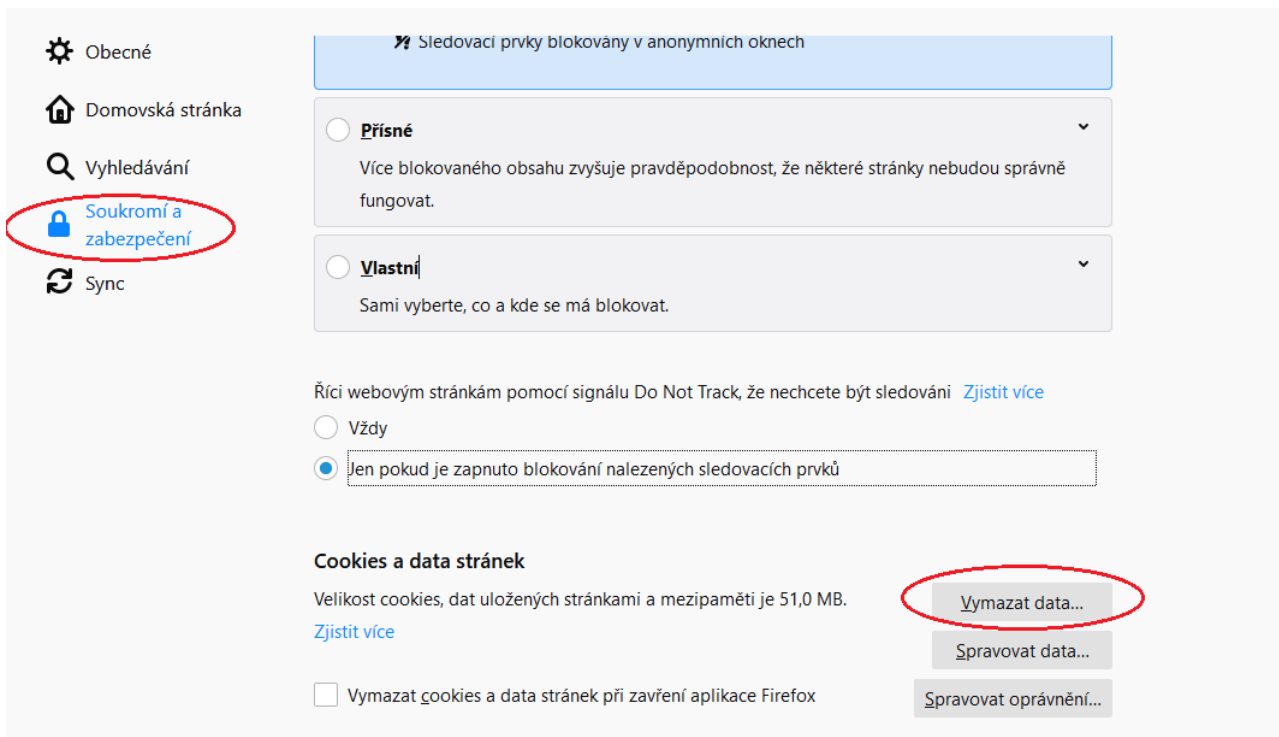 Obecné
Domovská stránka
Vyhledávání
Soukromí a
zabezpečení
Sync
Sledovací prvky blokovány v anonymních oknech
Přísné
Více blokovaného obsahu zvyšuje pravděpodobnost, že některé stránky nebudou správně
fungovat.
Vlastní
Sami vyberte, co a kde se má blokovat.
Říci webovým stránkám pomocí signálu Do Not Track, že nechcete být sledováni Zjistit více
Vždy
Jen pokud je zapnuto blokování nalezených sledovacích prvků
Cookies a data stránek
Velikost cookies, dat uložených stránkami a mezipaměti je 51,0 MB.
Zjistit více
Vymazat data...
Spravovat data...
Vymazat cookies a data stránek při zavření aplikace Firefox
Spravovat oprávnění...